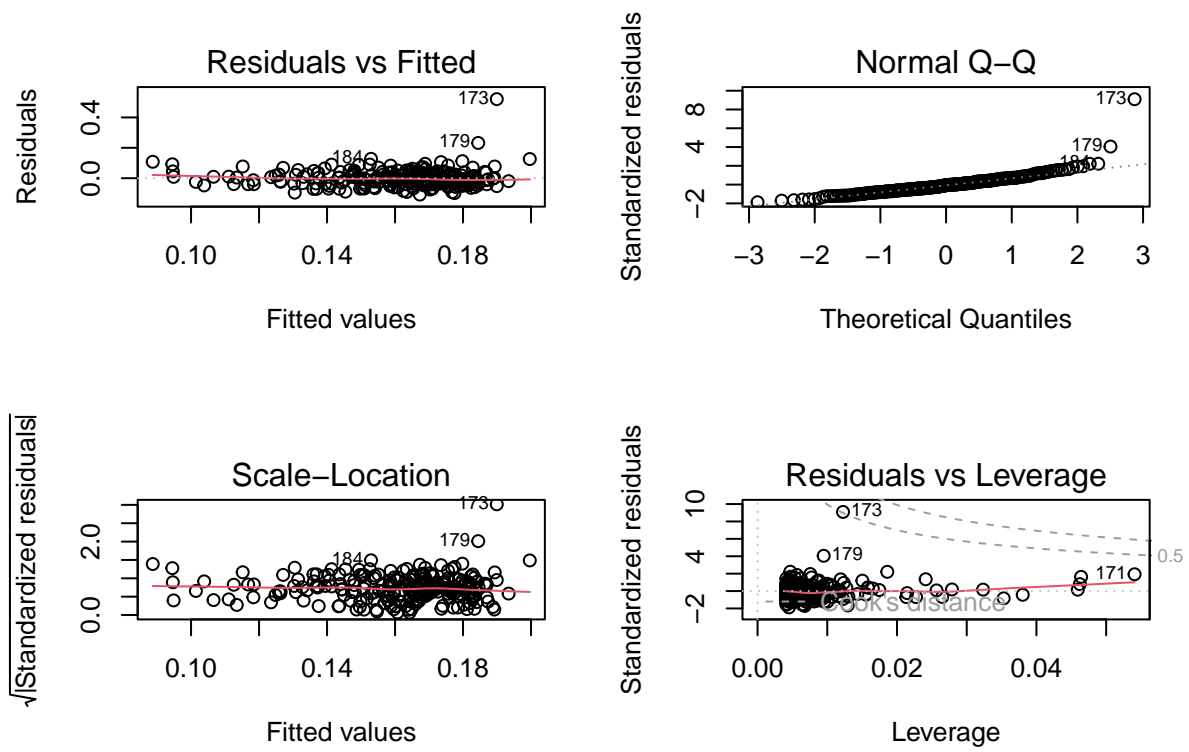 Residuals vs Fitted
Residuals
0.4
0.0
173
179
184
0.10 0.14 0.18
Fitted values
Normal Q−Q
Standardized residuals
8
4
−2
173
179
184
−3 −2 −1 0 1 2 3
Theoretical Quantiles
Scale−Location
√|Standardized residuals|
2.0
0.0
173
179
184
0.10 0.14 0.18
Fitted values
Residuals vs Leverage
Standardized residuals
10
4
−2
173
179
171
0.5
Cook's distance
0.00 0.02 0.04
Leverage